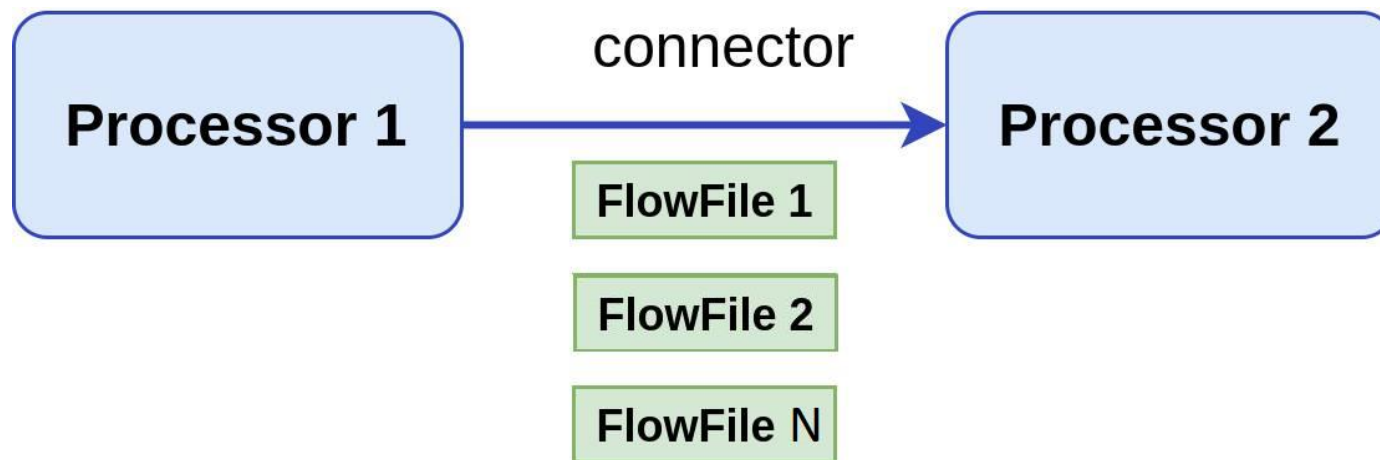 connector
Processor 1
Processor 2
FlowFile 1
FlowFile 2
FlowFile N